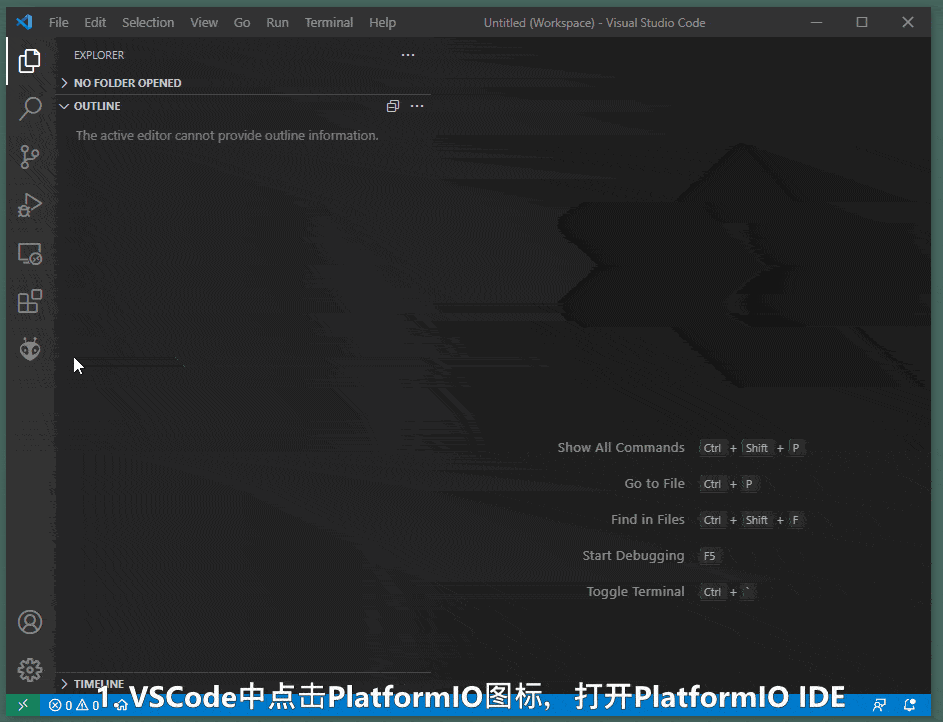 File Edit Selection View Go Run Terminal Help Untitled (Workspace) - Visual Studio Code
EXPLORER
NO FOLDER OPENED
OUTLINE
The active editor cannot provide outline information.
Show All Commands Ctrl + Shift + P
Go to File Ctrl + P
Find in Files Ctrl + Shift + F
Start Debugging F5
Toggle Terminal Ctrl + `
TIMELINE
0 0
1. VSCode中点击PlatformIO图标，打开PlatformIO IDE